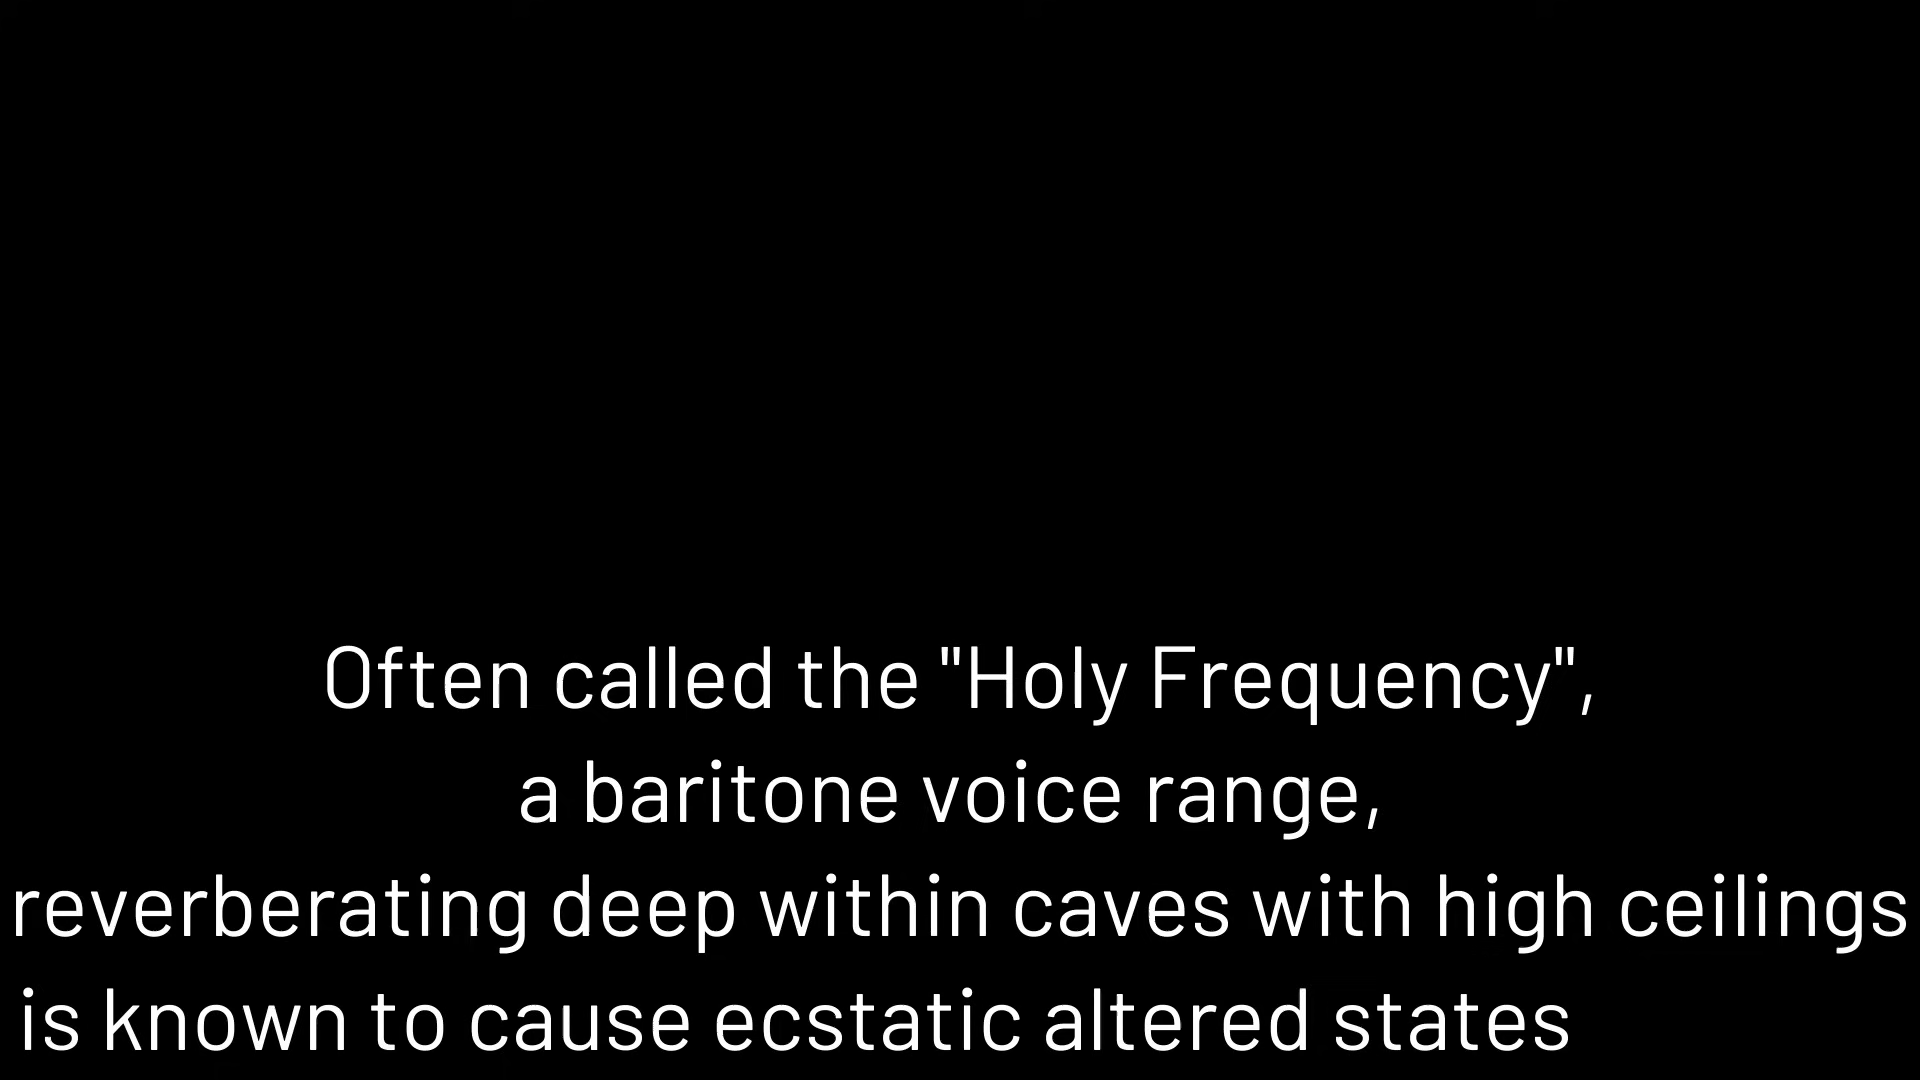 Often called the "Holy Frequency",
a baritone voice range,
reverberating deep within caves with high ceilings
is known to cause ecstatic altered states